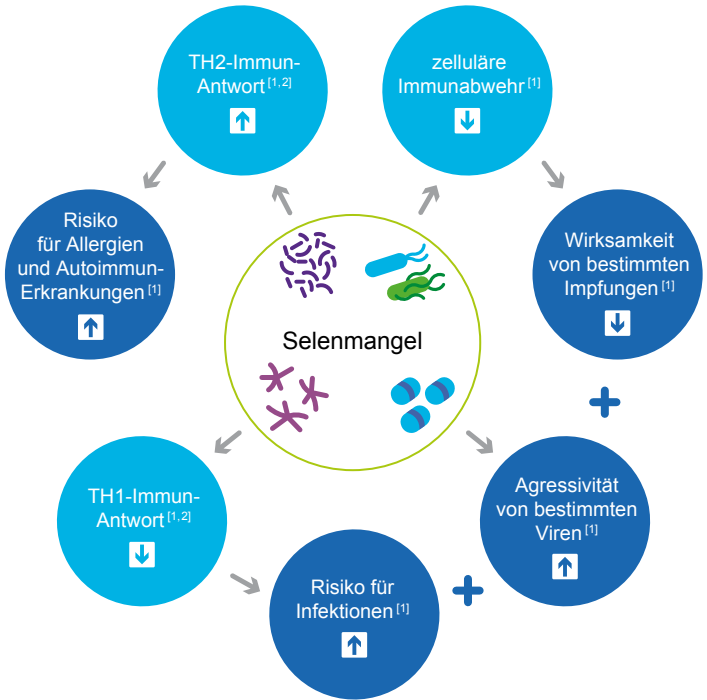 TH2-Immun-
Antwort [1,2]
zelluläre
Immunabwehr [1]
Risiko
für Allergien
und Autoimmun-
Erkrankungen [1]
Wirksamkeit
von bestimmten
Impfungen [1]
Selenmangel
TH1-Immun-
Antwort [1,2]
Agressivität
von bestimmten
Viren [1]
Risiko für
Infektionen [1]